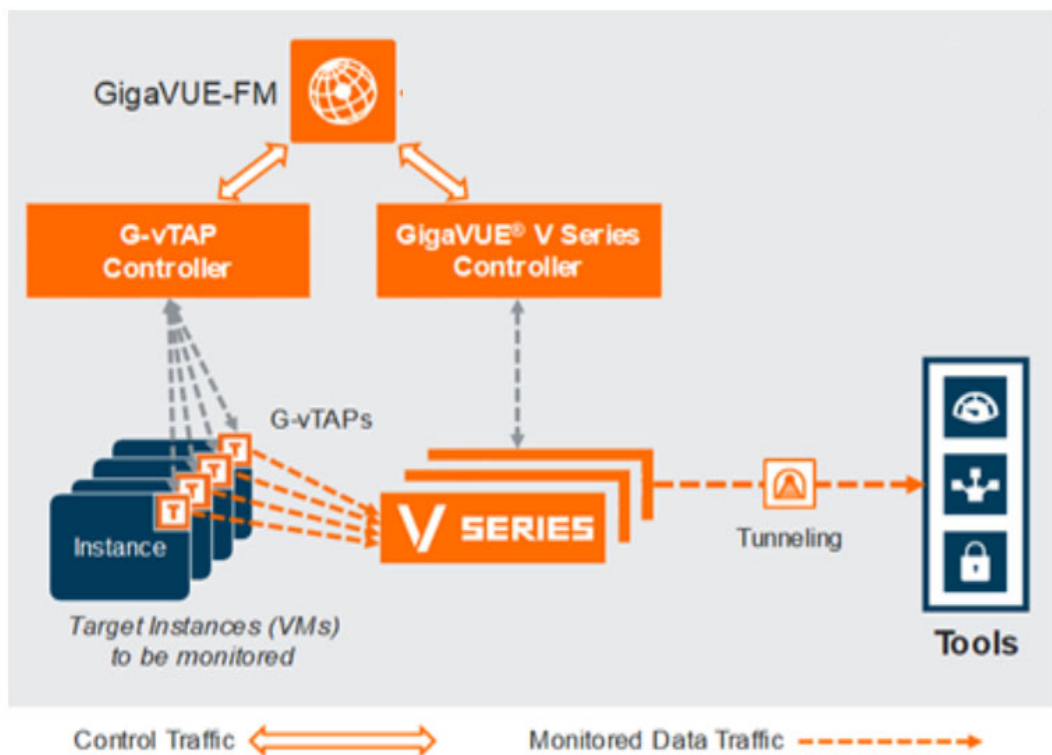 GigaVUE-FM
G-vTAP
Controller
GigaVUE® V Series
Controller
G-vTAPs
T
T
T
T
Instance
V SERIES
Tunneling
Target Instances (VMs)
to be monitored
Tools
Control Traffic
Monitored Data Traffic